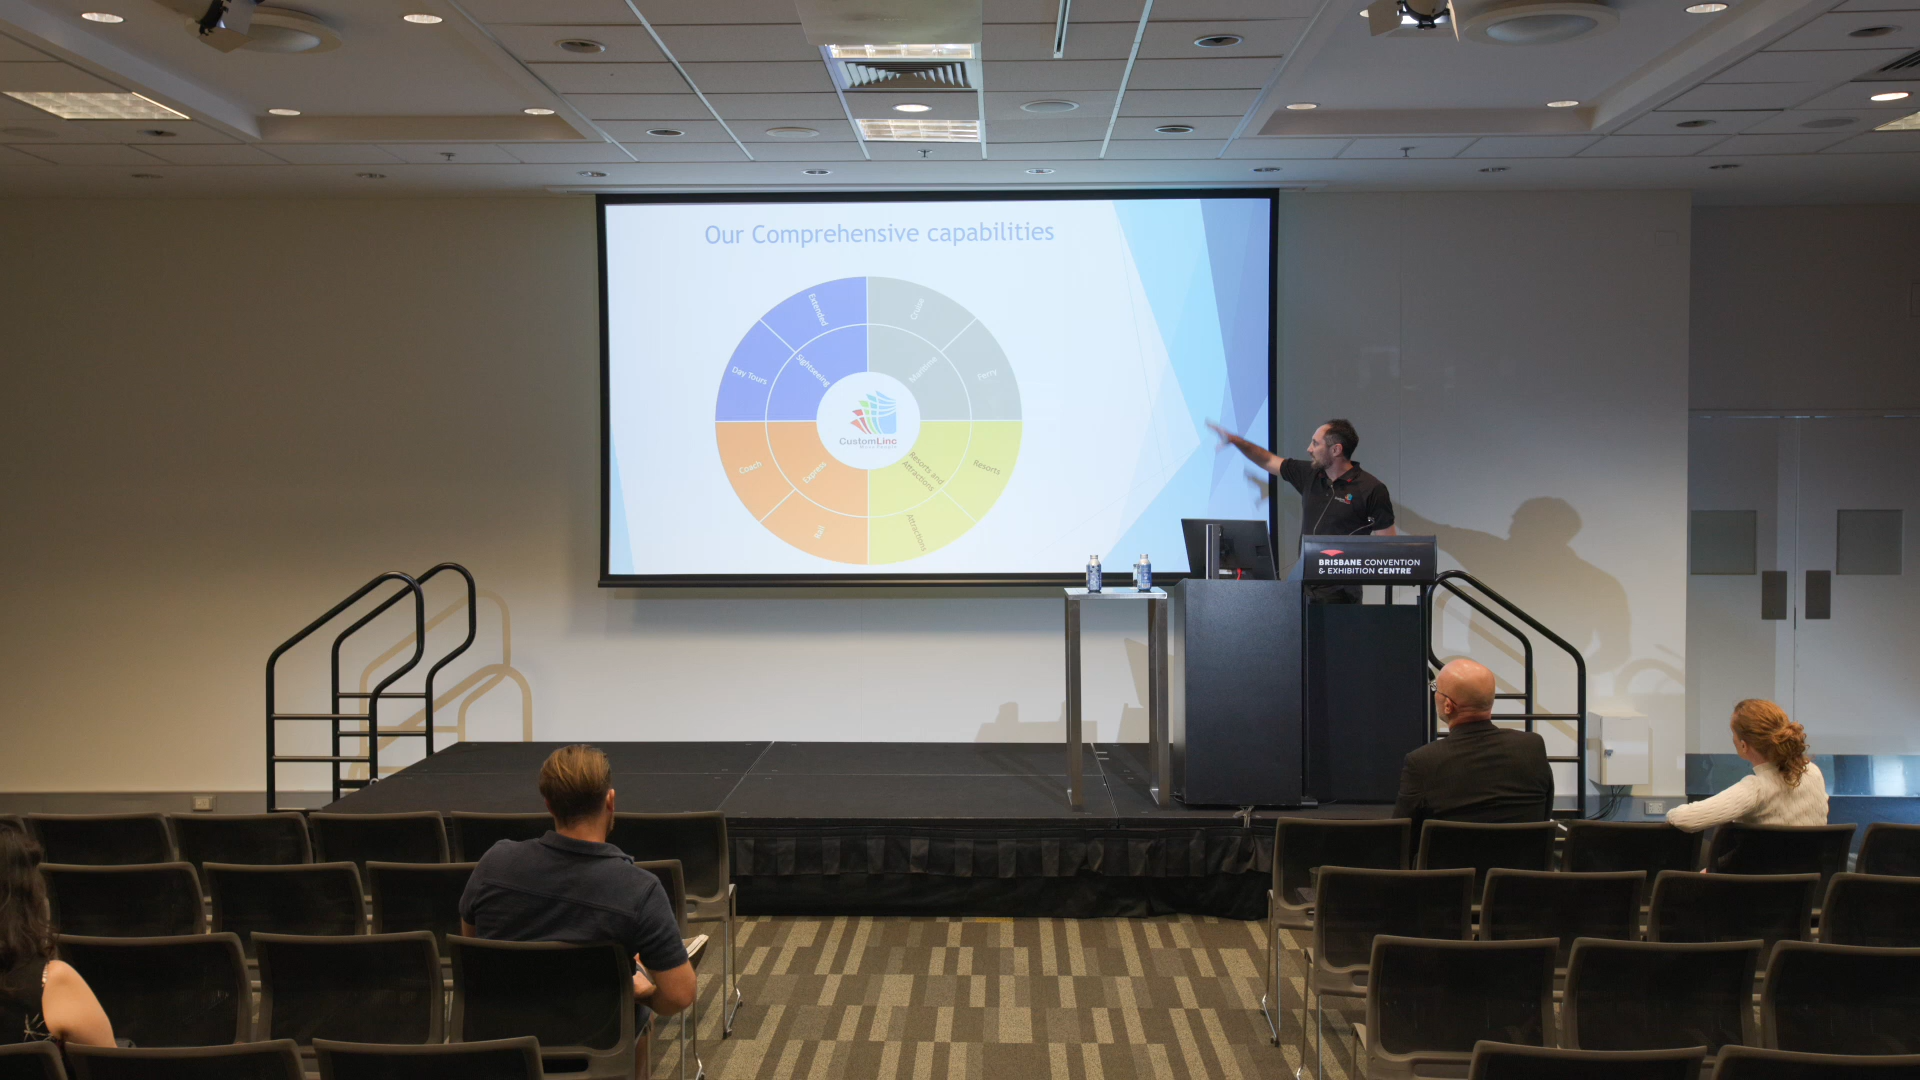 Our Comprehensive capabilities
Extended
Cruise
Day Tours
Sightseeing
Maritime
Ferry
CustomLinc
Coach
Express
Resorts and
Attractions
Resorts
Rail
Attractions
BRISBANE CONVENTION
& EXHIBITION CENTRE